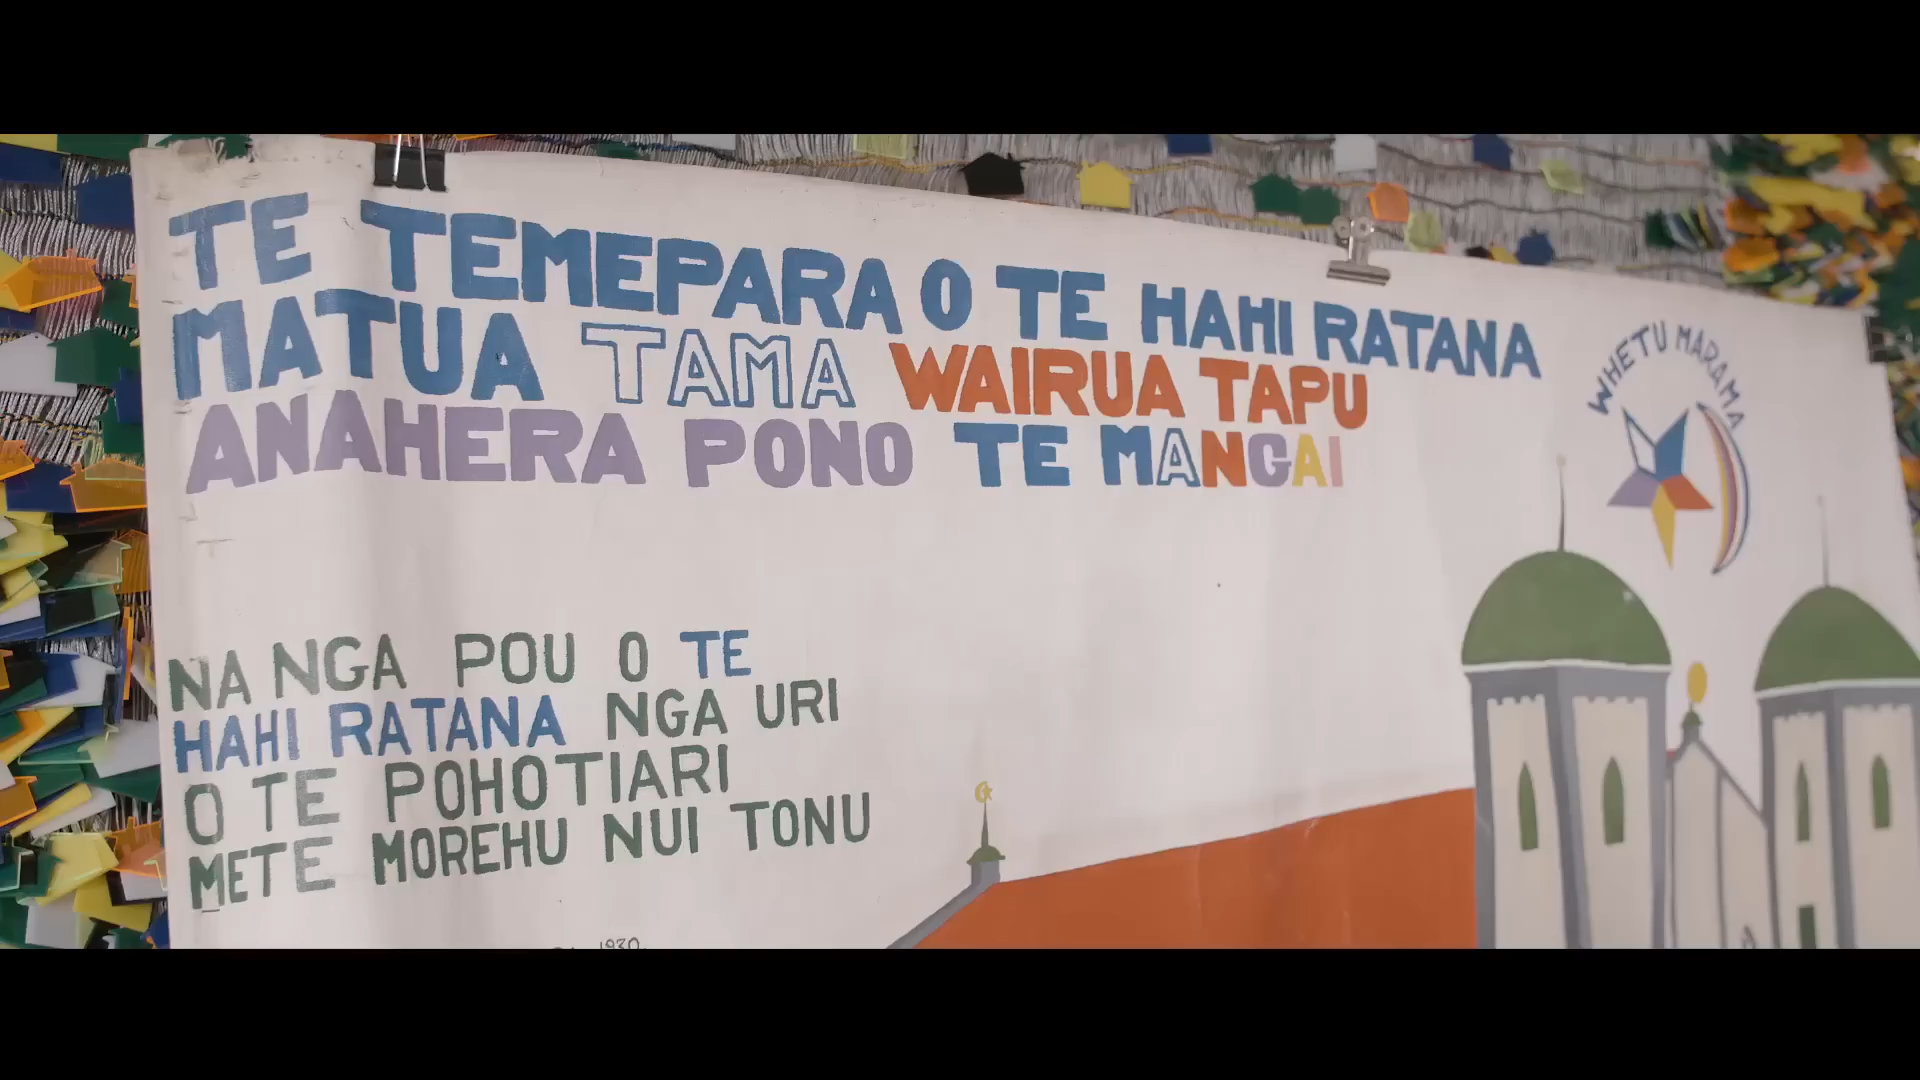 TE TEMEPARA O TE HAHI RATANA
MATUA TAMA WAIRUA TAPU
ANAHERA PONO TE MANGAI
WHETU MARAMA
NA NGA POU O TE
HAHI RATANA NGA URI
O TE POHOTIARI
METE MOREHU NUI TONU
1930.